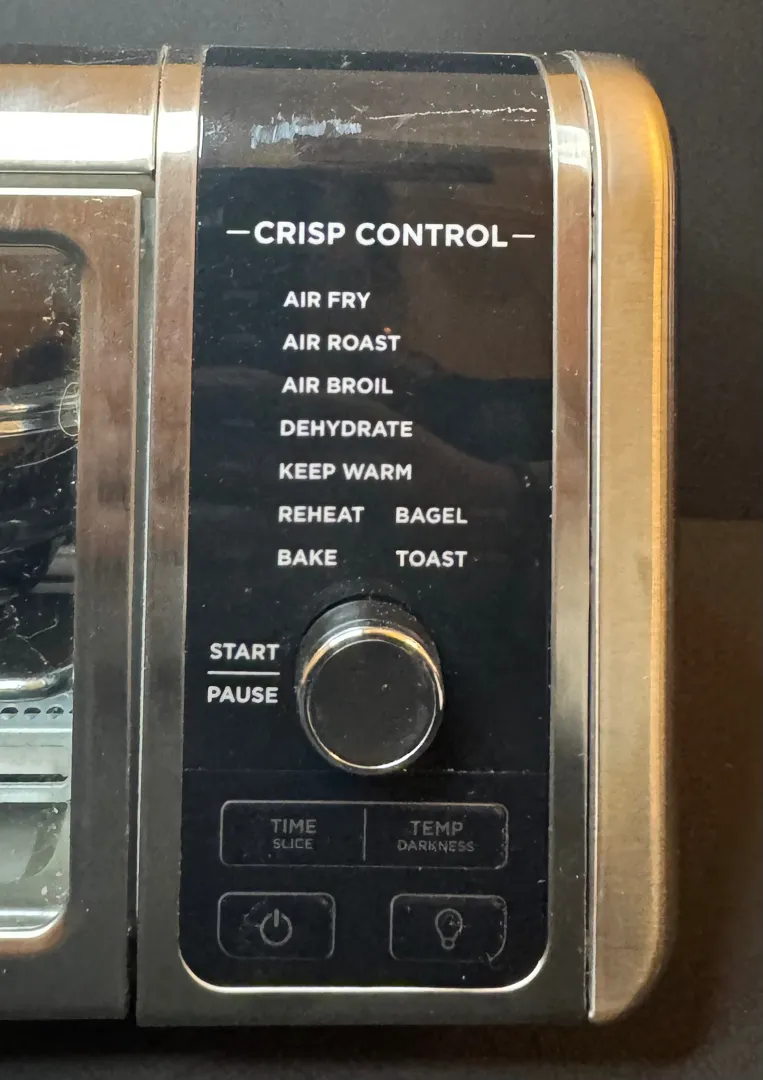 CRISP CONTROL
AIR FRY
AIR ROAST
AIR BROIL
DEHYDRATE
KEEP WARM
REHEAT BAGEL
BAKE TOAST
START
PAUSE
TIME TEMP
SLICE DARKNESS